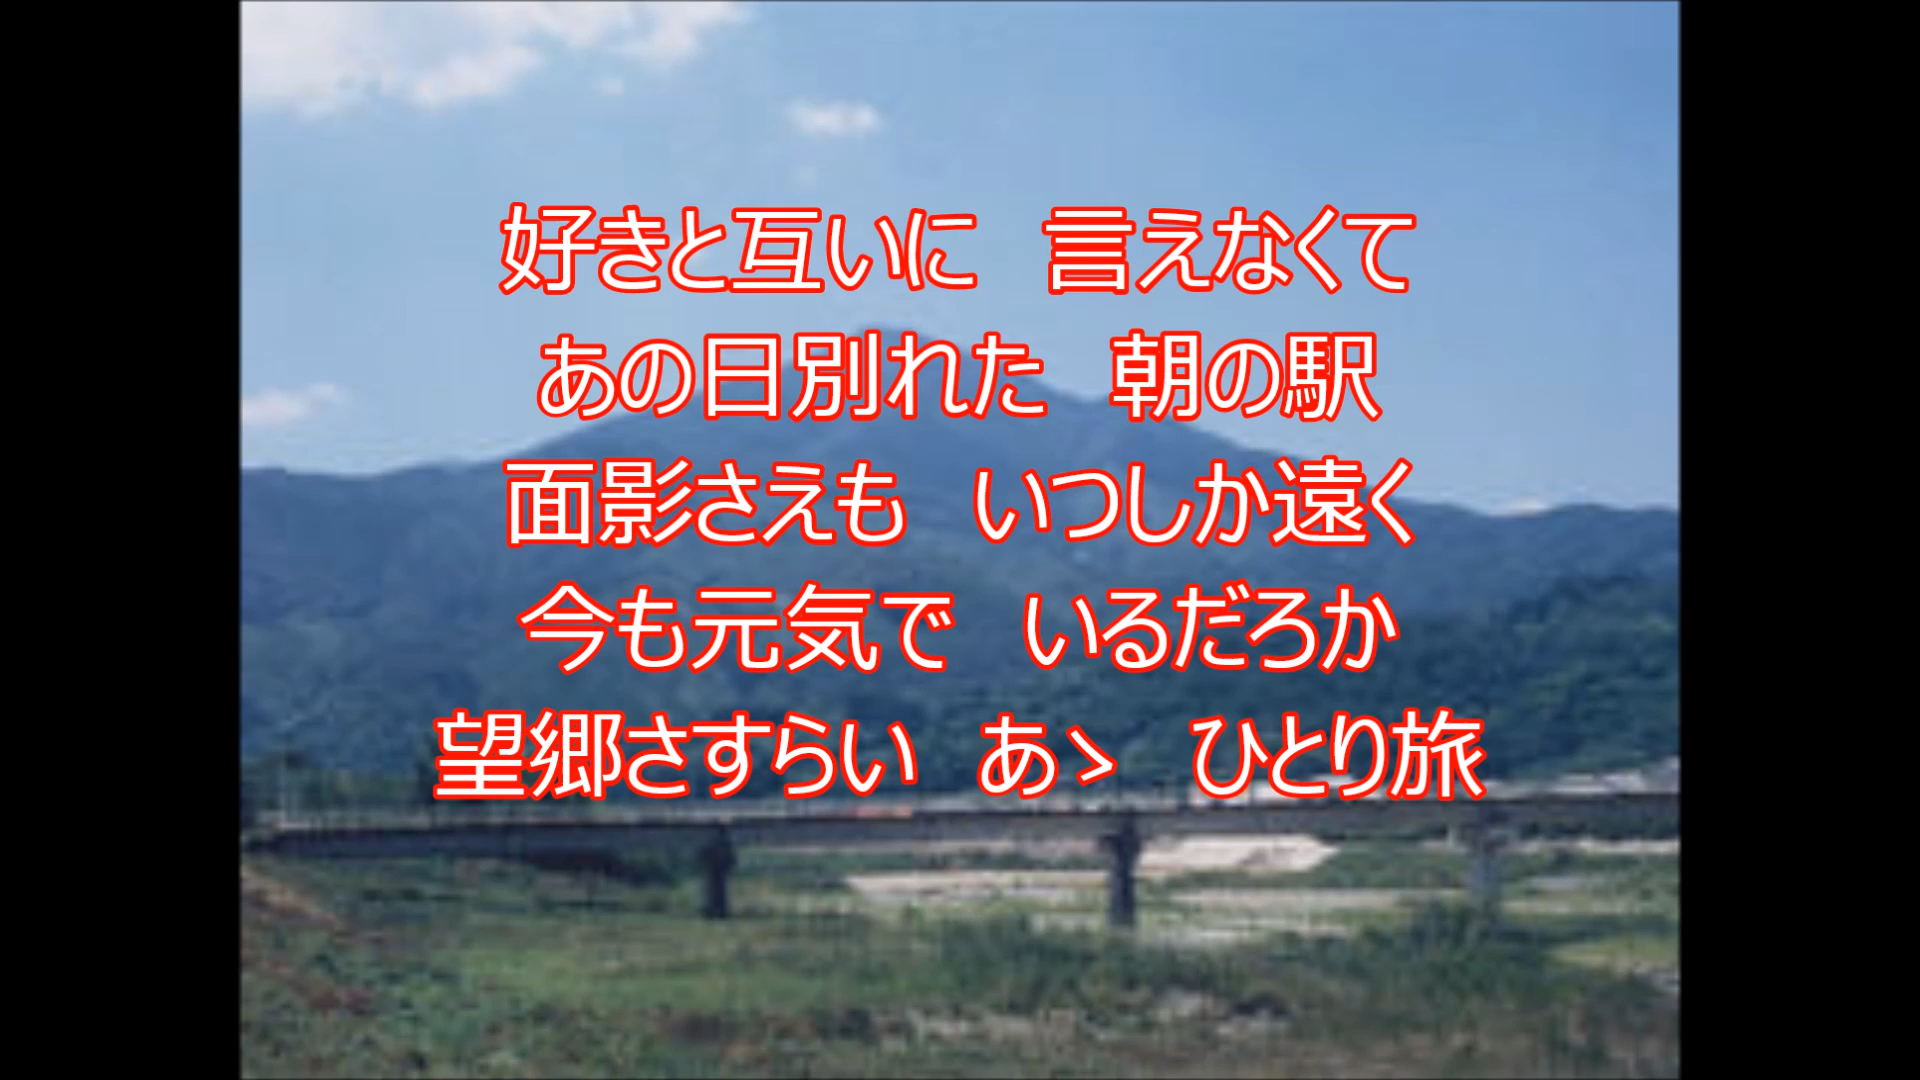 好きと互いに　言えなくて
あの日別れた　朝の駅
面影さえも　いつしか遠く
今も元気で　いるだろか
望郷さすらい　あゝ　ひとり旅